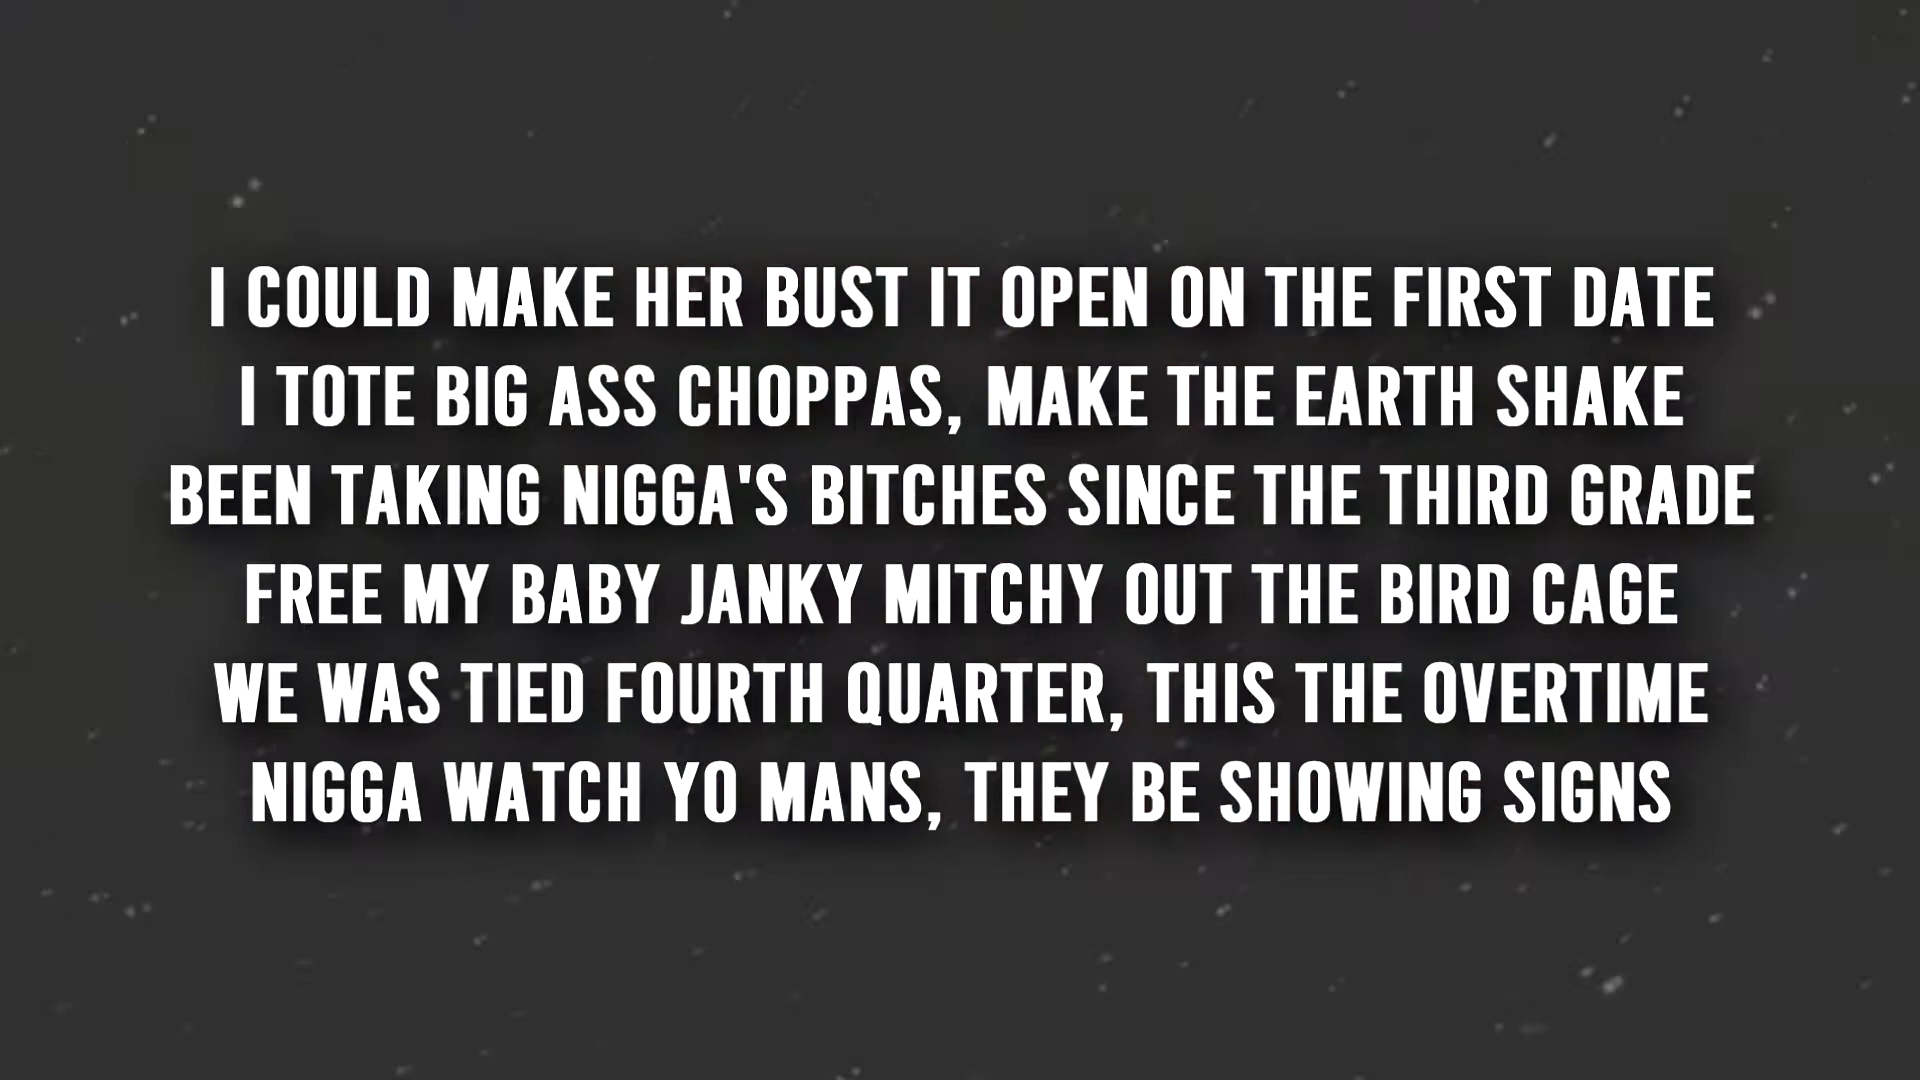 I COULD MAKE HER BUST IT OPEN ON THE FIRST DATE
I TOTE BIG ASS CHOPPAS, MAKE THE EARTH SHAKE
BEEN TAKING NIGGA'S BITCHES SINCE THE THIRD GRADE
FREE MY BABY JANKY MITCHY OUT THE BIRD CAGE
WE WAS TIED FOURTH QUARTER, THIS THE OVERTIME
NIGGA WATCH YO MANS, THEY BE SHOWING SIGNS